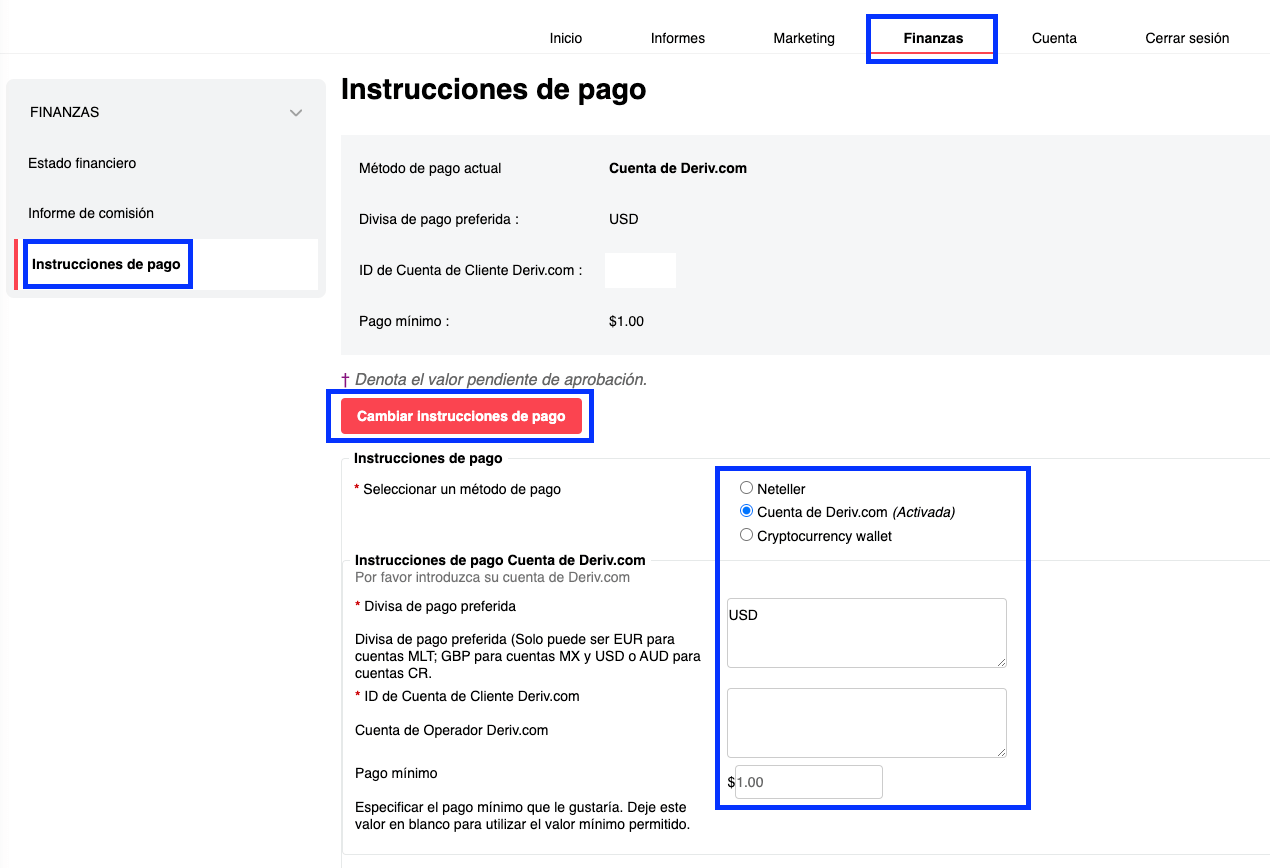 Inicio Informes Marketing Finanzas Cuenta Cerrar sesión
FINANZAS
Estado financiero
Informe de comisión
Instrucciones de pago
Instrucciones de pago
Método de pago actual Cuenta de Deriv.com
Divisa de pago preferida : USD
ID de Cuenta de Cliente Deriv.com :
Pago mínimo : $1.00
† Denota el valor pendiente de aprobación.
Cambiar instrucciones de pago
Instrucciones de pago
* Seleccionar un método de pago
Neteller
Cuenta de Deriv.com (Activada)
Cryptocurrency wallet
Instrucciones de pago Cuenta de Deriv.com
Por favor introduzca su cuenta de Deriv.com
* Divisa de pago preferida
USD
Divisa de pago preferida (Solo puede ser EUR para
cuentas MLT; GBP para cuentas MX y USD o AUD para
cuentas CR.
* ID de Cuenta de Cliente Deriv.com
Cuenta de Operador Deriv.com
Pago mínimo
$1.00
Especificar el pago mínimo que le gustaría. Deje este
valor en blanco para utilizar el valor mínimo permitido.